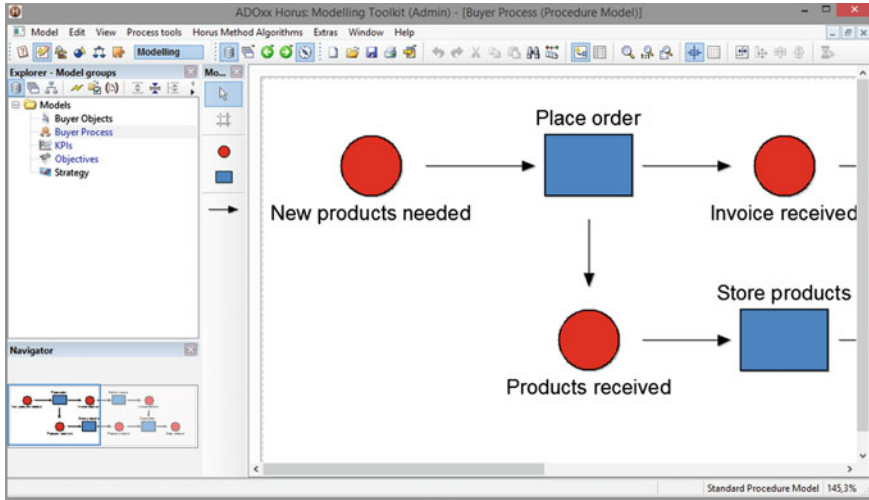 ADOxx Horus: Modelling Toolkit (Admin) - [Buyer Process (Procedure Model)]
Model Edit View Process tools Horus Method Algorithms Extras Window Help
Modelling
Explorer - Model groups
Mo...
Models
Buyer Objects
Buyer Process
KPIs
Objectives
Strategy
Place order
New products needed
Invoice received
Store products
Products received
Navigator
Standard Procedure Model 145,3%